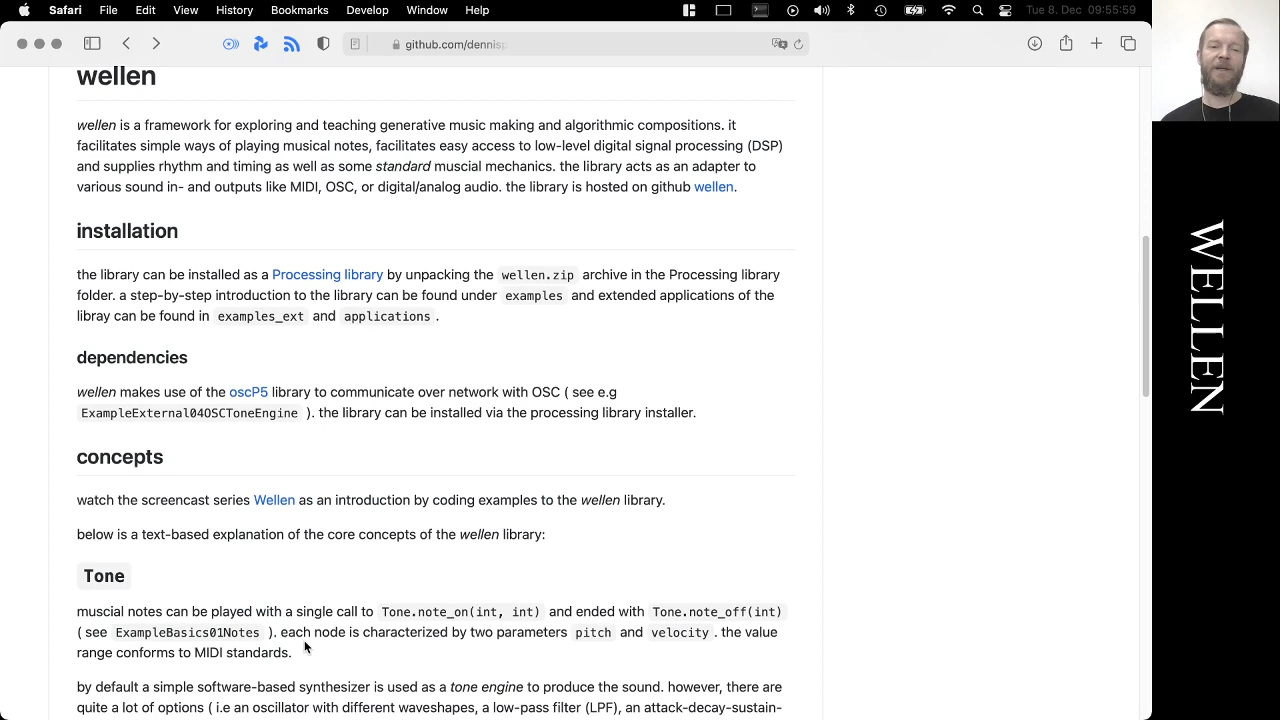 Safari File Edit View History Bookmarks Develop Window Help Tue 8. Dec 09:55:59
github.com/dennisp
wellen
wellen is a framework for exploring and teaching generative music making and algorithmic compositions. it
facilitates simple ways of playing musical notes, facilitates easy access to low-level digital signal processing (DSP)
and supplies rhythm and timing as well as some standard muscial mechanics. the library acts as an adapter to
various sound in- and outputs like MIDI, OSC, or digital/analog audio. the library is hosted on github wellen.
installation
the library can be installed as a Processing library by unpacking the wellen.zip archive in the Processing library
folder. a step-by-step introduction to the library can be found under examples and extended applications of the
libray can be found in examples_ext and applications .
dependencies
wellen makes use of the oscP5 library to communicate over network with OSC ( see e.g
ExampleExternal04OSCToneEngine ). the library can be installed via the processing library installer.
concepts
watch the screencast series Wellen as an introduction by coding examples to the wellen library.
below is a text-based explanation of the core concepts of the wellen library:
Tone
muscial notes can be played with a single call to Tone.note_on(int, int) and ended with Tone.note_off(int)
( see ExampleBasics01Notes ). each node is characterized by two parameters pitch and velocity . the value
range conforms to MIDI standards.
by default a simple software-based synthesizer is used as a tone engine to produce the sound. however, there are
quite a lot of options ( i.e an oscillator with different waveshapes, a low-pass filter (LPF), an attack-decay-sustain-
WELLEN